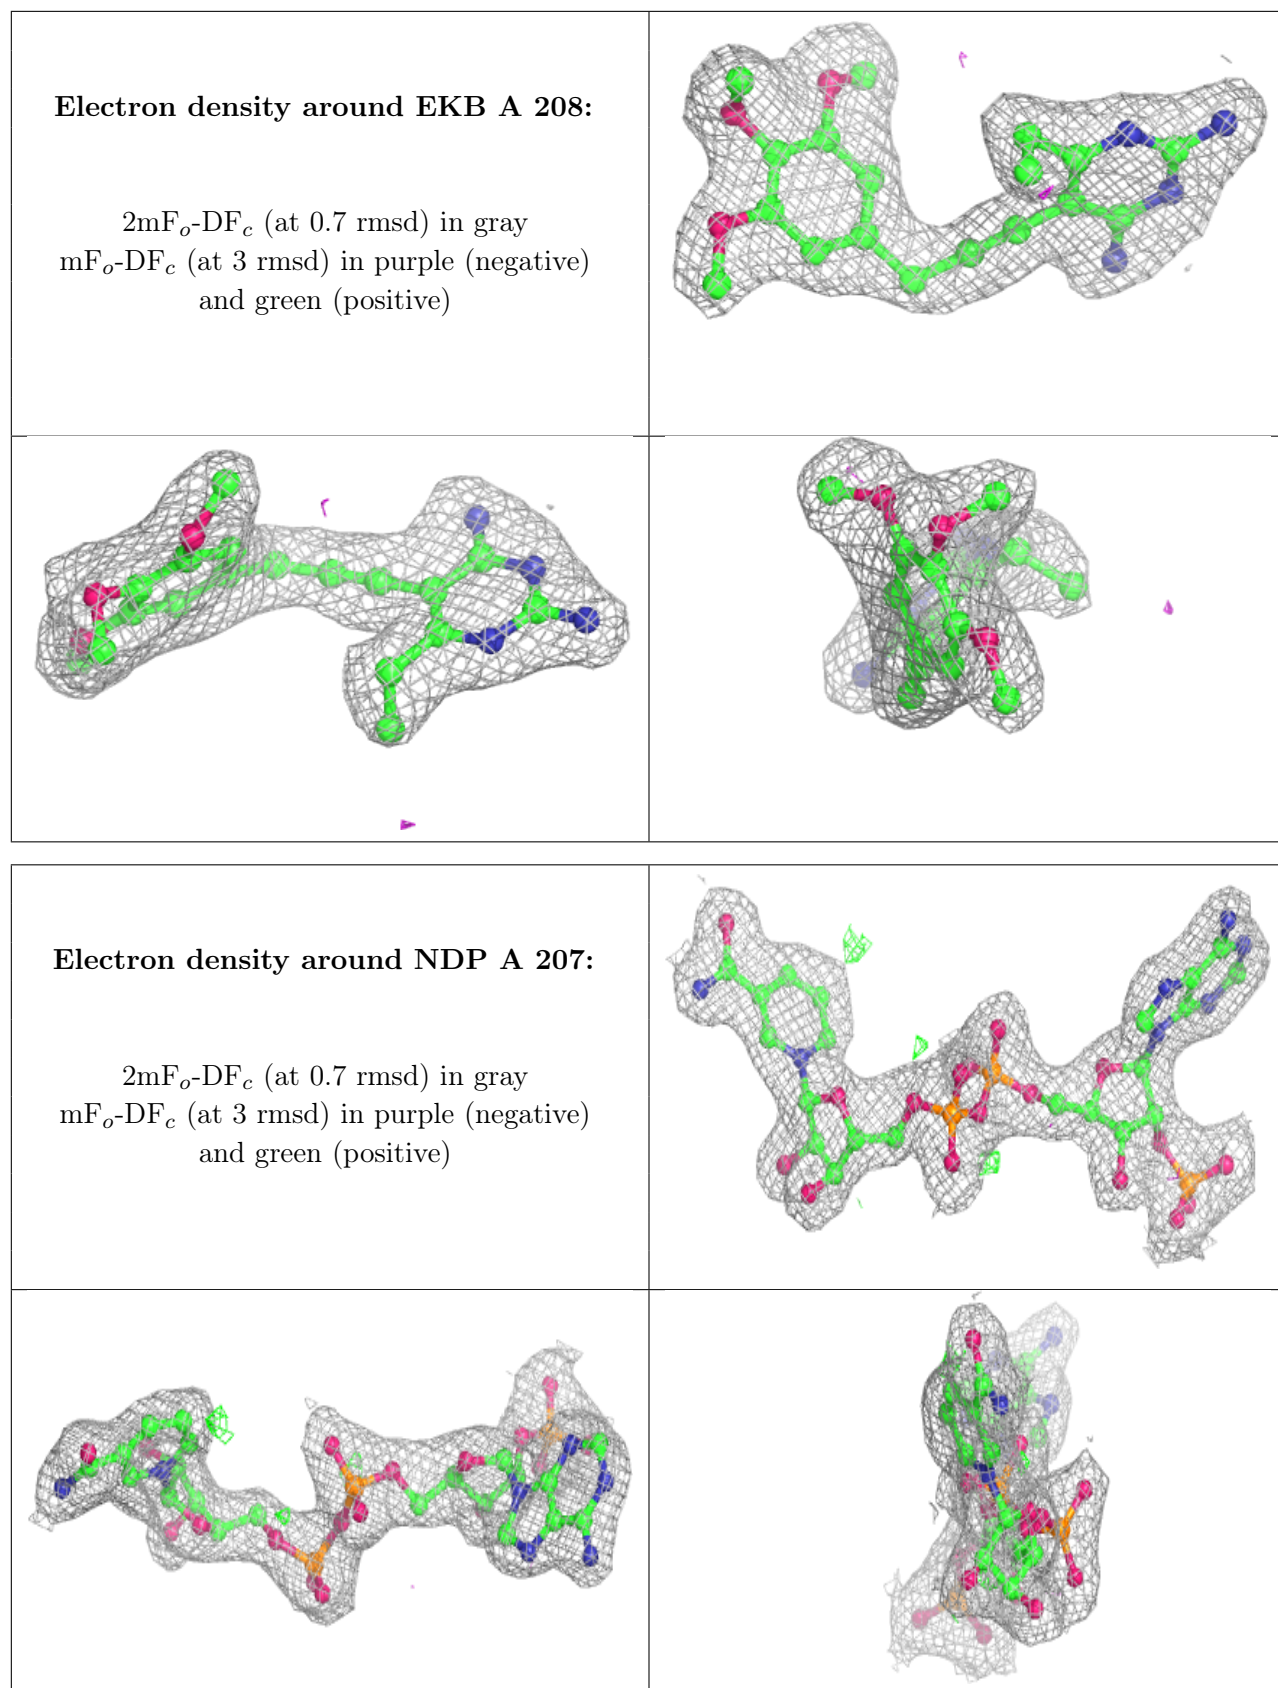 Electron density around EKB A 208:
2mFₒ-DF𝑐 (at 0.7 rmsd) in gray
mFₒ-DF𝑐 (at 3 rmsd) in purple (negative)
and green (positive)
Electron density around NDP A 207:
2mFₒ-DF𝑐 (at 0.7 rmsd) in gray
mFₒ-DF𝑐 (at 3 rmsd) in purple (negative)
and green (positive)